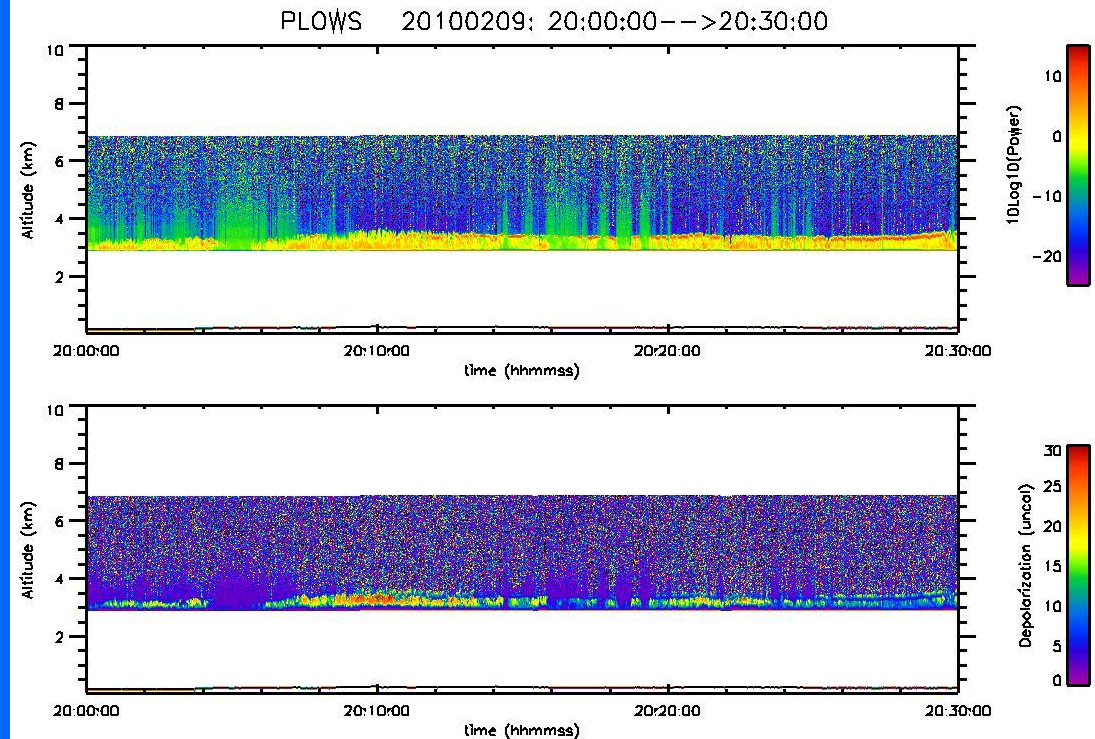 PLOWS 20100209: 20:00:00-->20:30:00
10
8
6
4
2
Altitude (km)
20:00:00 20:10:00 20:20:00 20:30:00
time (hhmmss)
10
0
-10
-20
10Log10(Power)
10
8
6
4
2
Altitude (km)
20:00:00 20:10:00 20:20:00 20:30:00
time (hhmmss)
30
25
20
15
10
5
0
Depolarization (uncal)